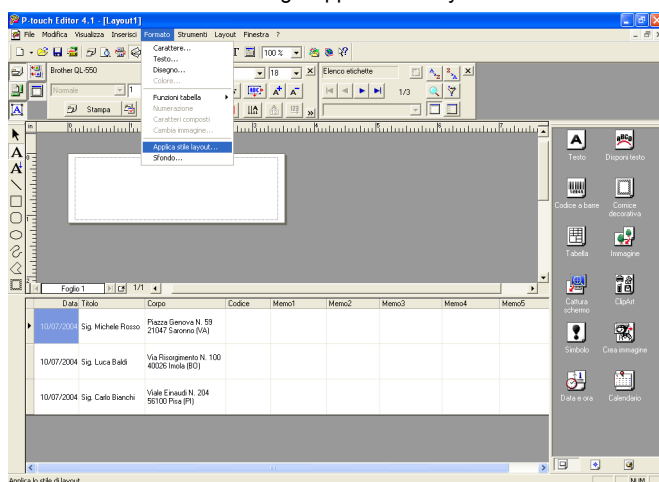 P-touch Editor 4.1 - [Layout1]
File Modifica Visualizza Inserisci Formato Strumenti Layout Finestra ?
Carattere...
Testo...
Disegno...
Colore...
Funzioni tabella
Numerazione
Caratteri composti
Cambia immagine...
Applica stile layout...
Sfondo...
100 %
Brother QL-550
18
Elenco etichette
Normale
1
1/3
Stampa
in
Foglio 1
1/1
Data Titolo Corpo Codice Memo1 Memo2 Memo3 Memo4 Memo5
10/07/2004 Sig. Michele Rosso Piazza Genova N. 59
21047 Saronno (VA)
10/07/2004 Sig. Luca Baldi Via Risorgimento N. 100
40026 Imola (BO)
10/07/2004 Sig. Carlo Bianchi Viale Einaudi N. 204
56100 Pisa (PI)
Testo Disponi testo
Codice a barre Cornice
decorativa
Tabella Immagine
Cattura
schermo ClipArt
Simbolo Crea immagine
Data e ora Calendario
Applica lo stile di layout
NUM